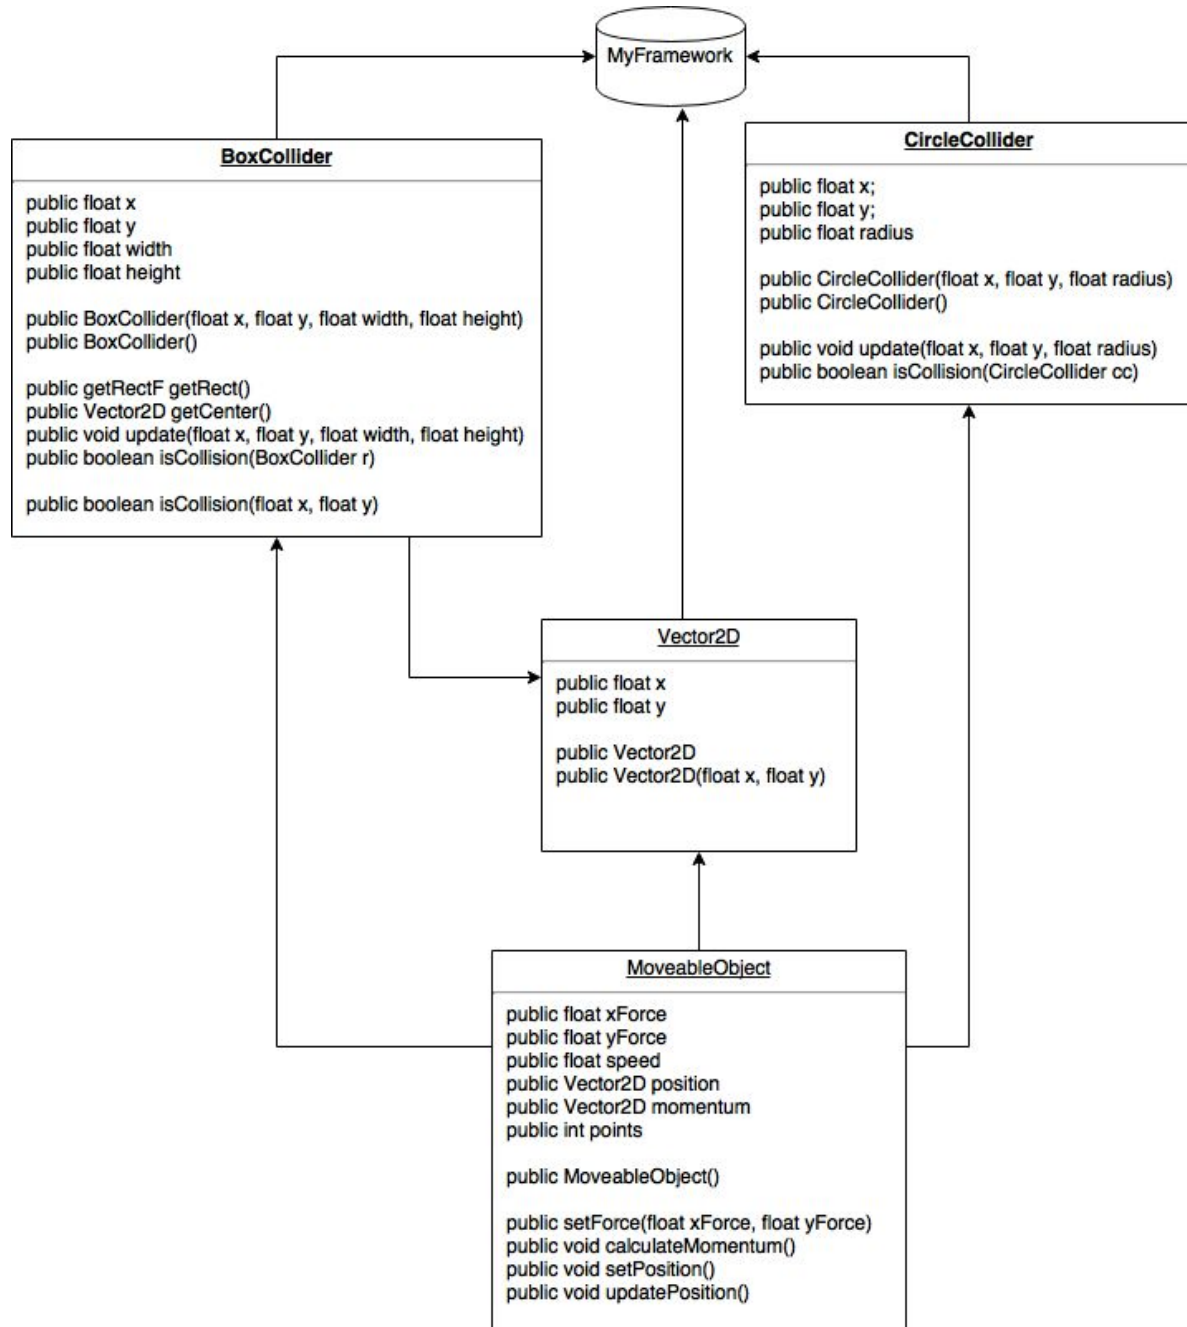 MyFramework
BoxCollider
public float x
public float y
public float width
public float height
public BoxCollider(float x, float y, float width, float height)
public BoxCollider()
public getRectF getRect()
public Vector2D getCenter()
public void update(float x, float y, float width, float height)
public boolean isCollision(BoxCollider r)
public boolean isCollision(float x, float y)
CircleCollider
public float x;
public float y;
public float radius
public CircleCollider(float x, float y, float radius)
public CircleCollider()
public void update(float x, float y, float radius)
public boolean isCollision(CircleCollider cc)
Vector2D
public float x
public float y
public Vector2D
public Vector2D(float x, float y)
MoveableObject
public float xForce
public float yForce
public float speed
public Vector2D position
public Vector2D momentum
public int points
public MoveableObject()
public setForce(float xForce, float yForce)
public void calculateMomentum()
public void setPosition()
public void updatePosition()